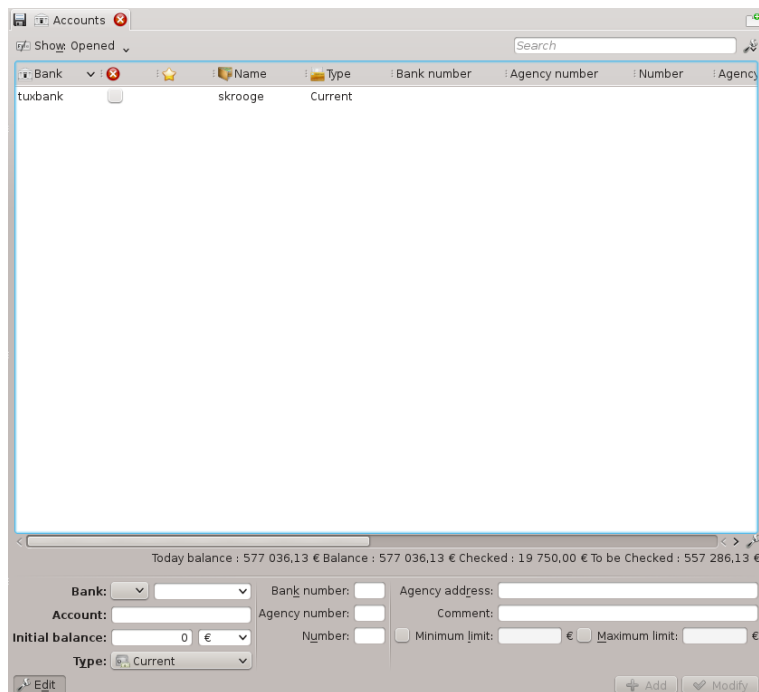 Accounts
Show: Opened Search
Bank Name Type Bank number Agency number Number Agency
tuxbank skrooge Current
Today balance : 577 036,13 € Balance : 577 036,13 € Checked : 19 750,00 € To be Checked : 557 286,13 €
Bank: Bank number: Agency address:
Account: Agency number: Comment:
Initial balance: 0 € Number: Minimum limit: € Maximum limit: €
Type: Current
Edit Add Modify